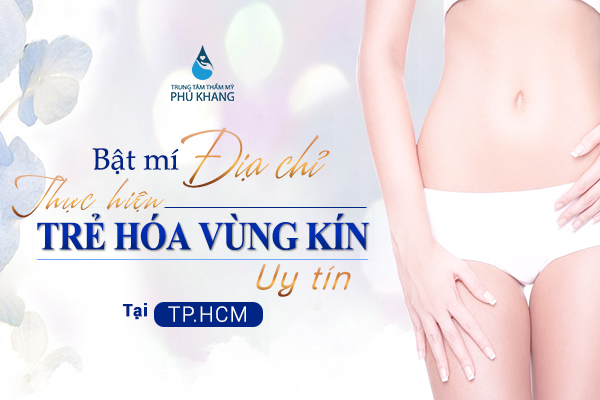 TRUNG TÂM THẨM MỸ
PHÚ KHANG
Bật mí Địa chỉ
Thực hiện
TRẺ HÓA VÙNG KÍN
Uy tín
Tại TP.HCM